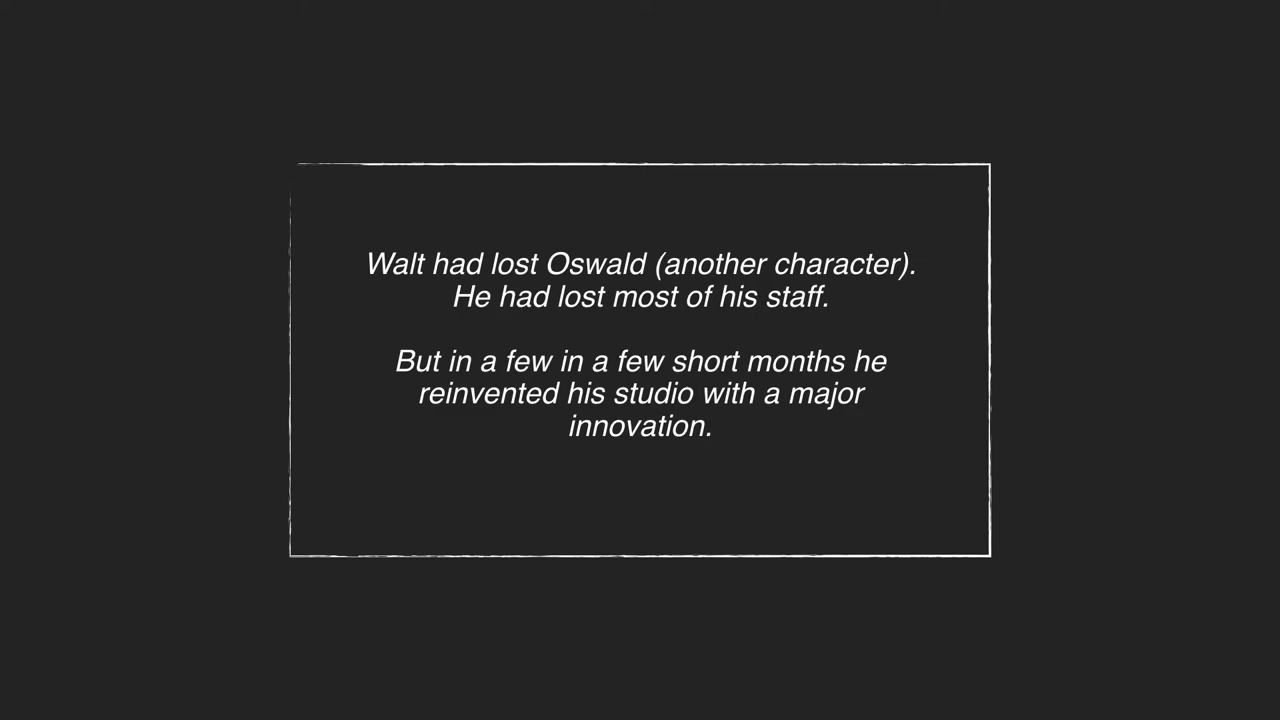 Walt had lost Oswald (another character).
He had lost most of his staff.
But in a few in a few short months he
reinvented his studio with a major
innovation.